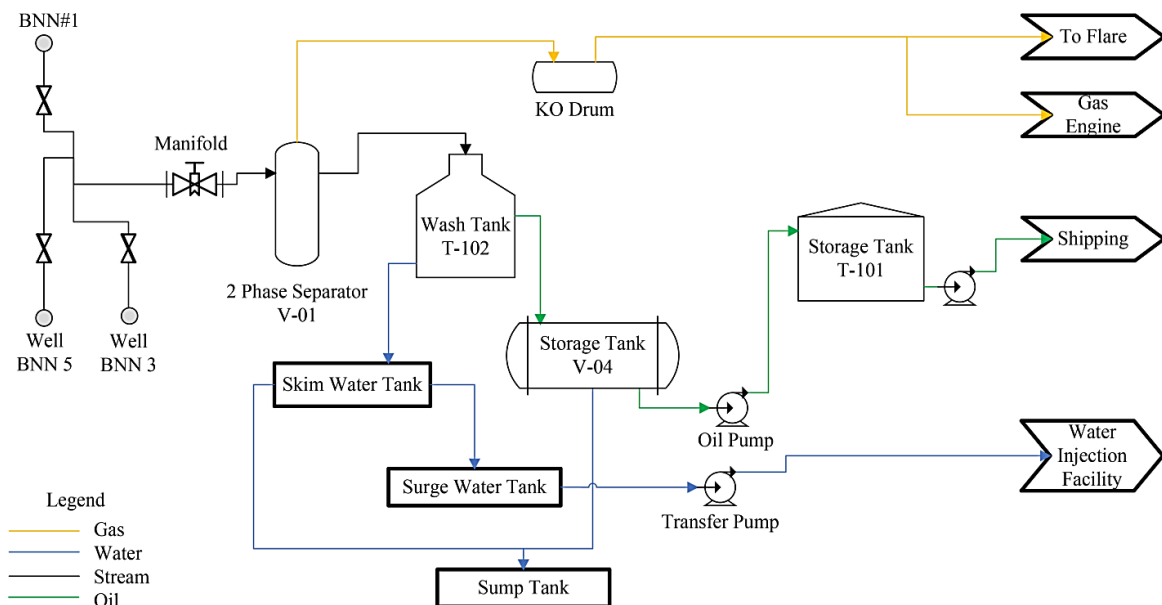 BNN#1
To Flare
KO Drum
Gas
Engine
Manifold
Wash Tank
T-102
Storage Tank
T-101
Shipping
2 Phase Separator
V-01
Well
BNN 5
Well
BNN 3
Storage Tank
V-04
Skim Water Tank
Oil Pump
Water
Injection
Facility
Surge Water Tank
Transfer Pump
Legend
Gas
Water
Stream
Oil
Sump Tank